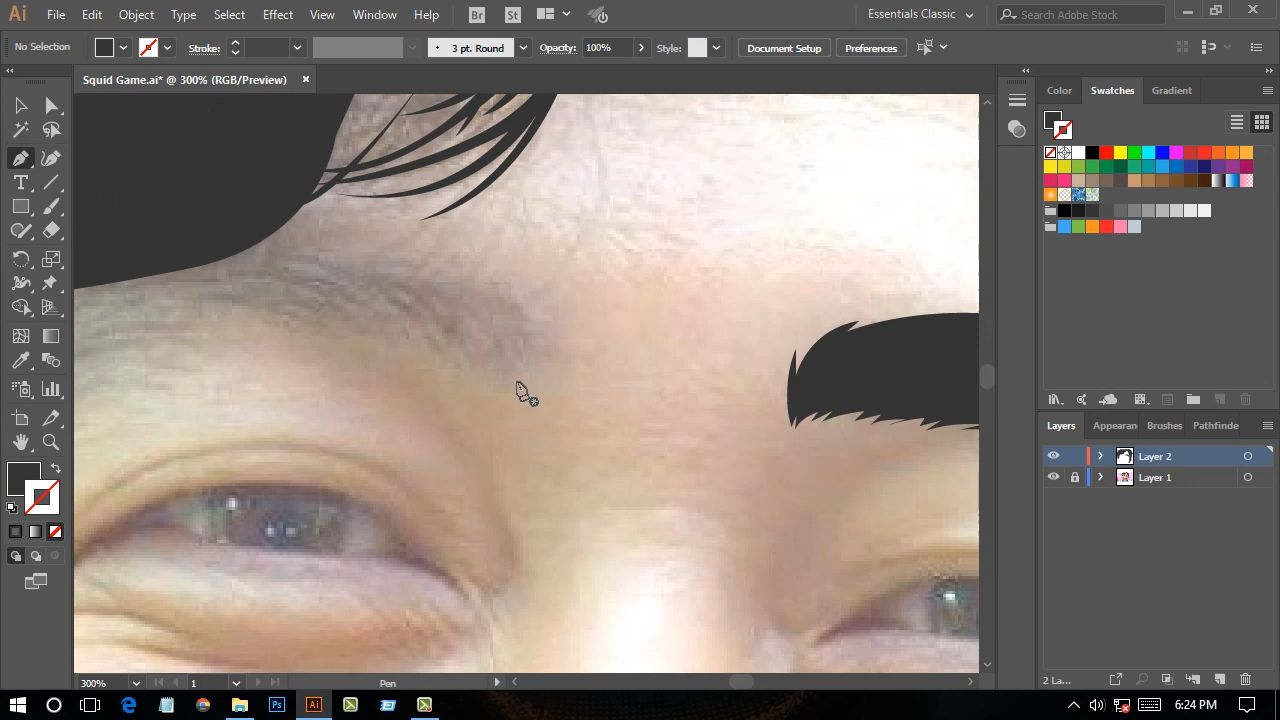 Ai File Edit Object Type Select Effect View Window Help Br St Essentials Classic Search Adobe Stock
No Selection Stroke: 3 pt. Round Opacity: 100% Style: Document Setup Preferences
Squid Game.ai* @ 300% (RGB/Preview) ×
Color Swatches Gradient
Layers Appearan Brushes Pathfinde
Layer 2
Layer 1
300% 1 Pen 2 La...
Ps Ai 6:24 PM